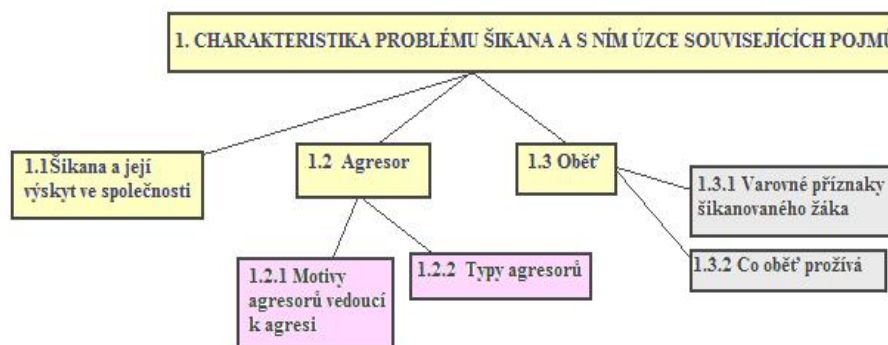 1. CHARAKTERISTIKA PROBLÉMU ŠIKANA A S NÍM ÚZCE SOUVISEJÍCÍCH POJMŮ
1.1Šikana a její
výskyt ve společnosti
1.2 Agresor
1.3 Oběť
1.3.1 Varovné příznaky
šikanovaného žáka
1.2.1 Motivy
agresorů vedoucí
k agresi
1.2.2 Typy agresorů
1.3.2 Co oběť prožívá